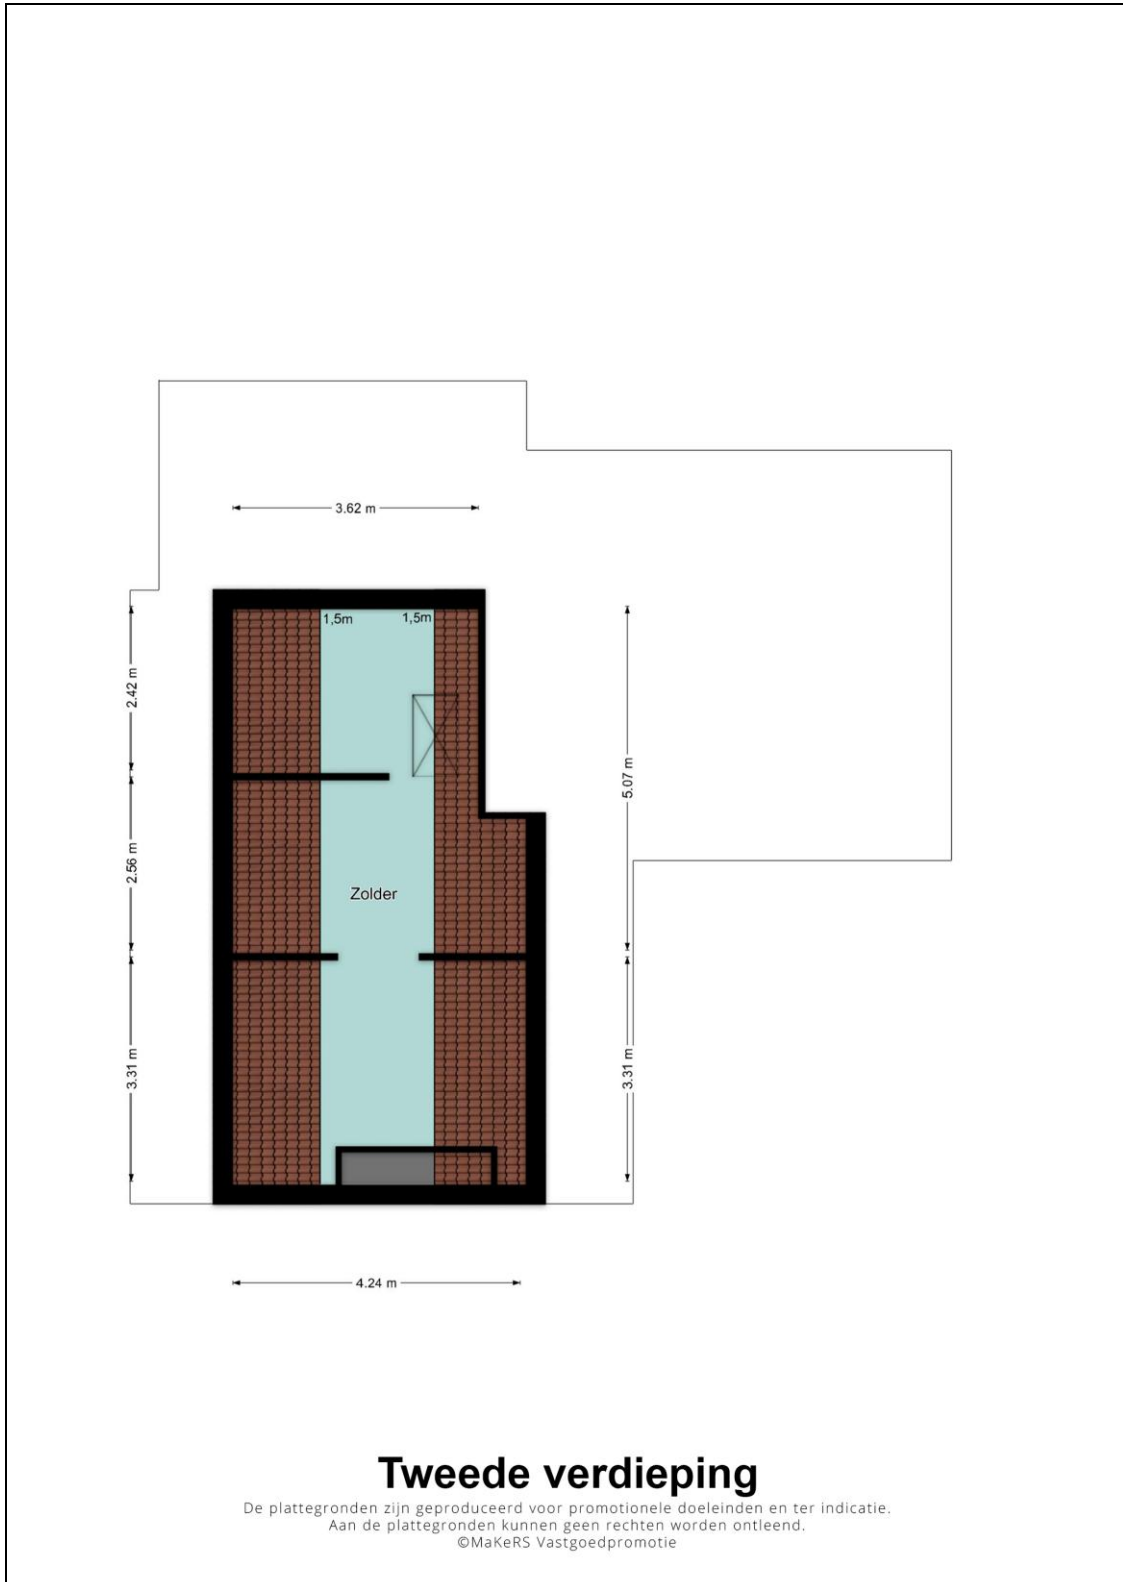 3.62 m
1,5m 1,5m
2.42 m
5.07 m
2.56 m
Zolder
3.31 m
3.31 m
4.24 m
Tweede verdieping
De plattegronden zijn geproduceerd voor promotionele doeleinden en ter indicatie.
Aan de plattegronden kunnen geen rechten worden ontleend.
©MaKeRS Vastgoedpromotie